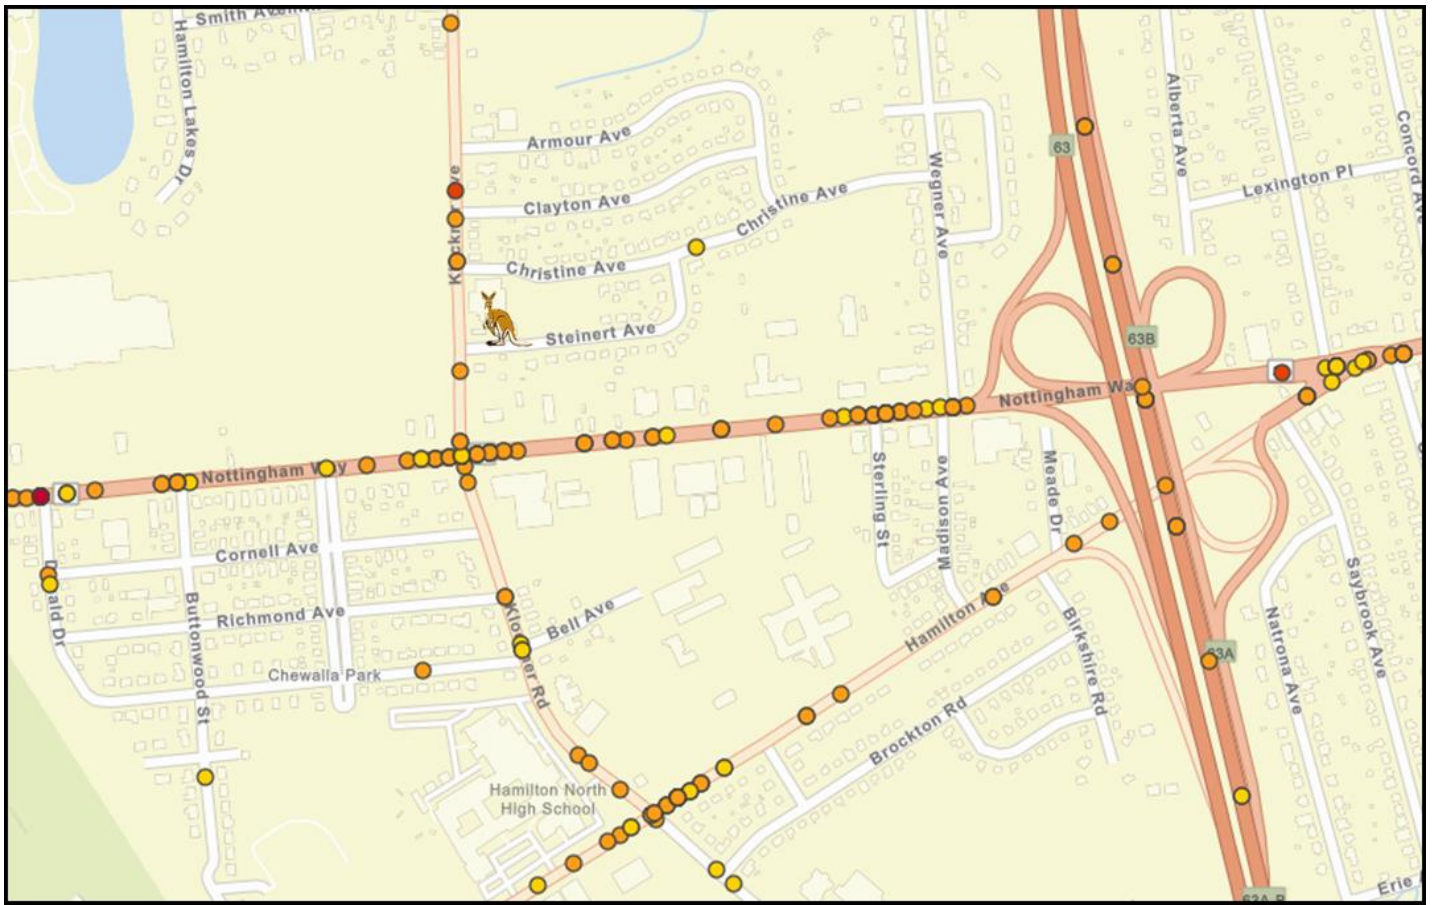 Smith Ave
Hamilton Lakes Dr
Armour Ave
Clayton Ave
Christine Ave
Christine Ave
Steinert Ave
Wegner Ave
63
Alberta Ave
Concord Ave
Lexington Pl
63B
Nottingham Wa
Nottingham Way
Sterling St
Madison Ave
Meade Dr
Cornell Ave
Richmond Ave
Buttonwood St
Chewalla Park
Bell Ave
Rd
Hamilton Ave
Birkshire Rd
Brockton Rd
63A
Natrona Ave
Saybrook Ave
Hamilton North
High School
Erie